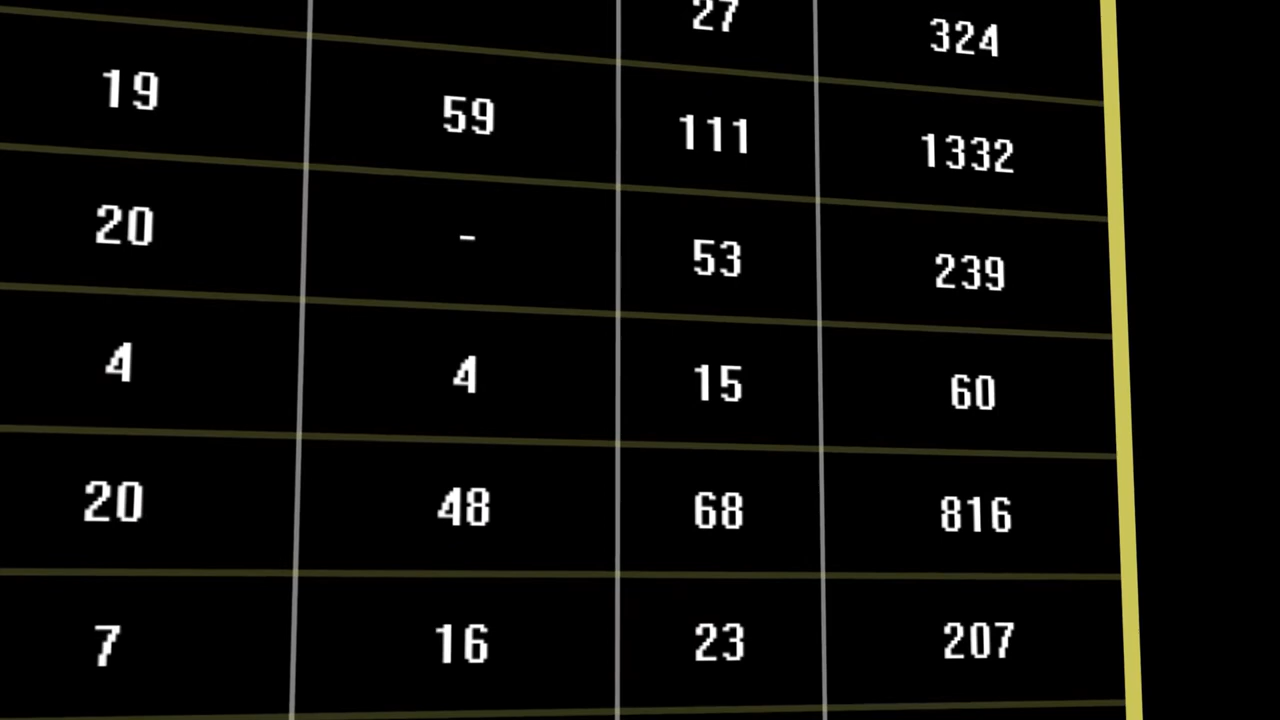 27 324
19 59 111 1332
20 - 53 239
4 4 15 60
20 48 68 816
7 16 23 207